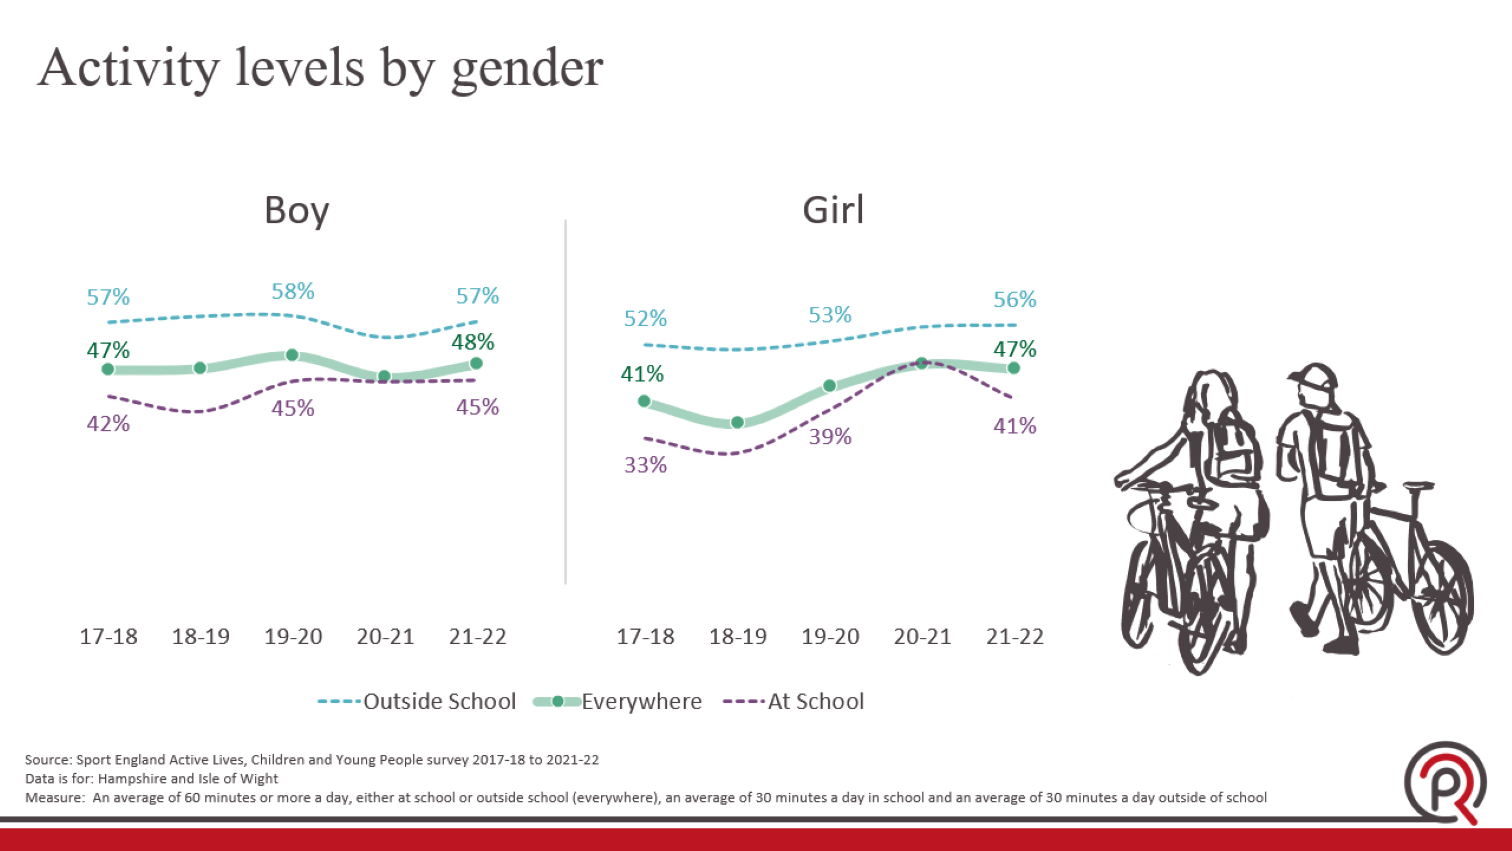 Activity levels by gender
Boy
Girl
57%
58%
57%
47%
48%
42%
45%
45%
52%
53%
56%
41%
47%
33%
39%
41%
17-18 18-19 19-20 20-21 21-22
17-18 18-19 19-20 20-21 21-22
Outside School Everywhere At School
Source: Sport England Active Lives, Children and Young People survey 2017-18 to 2021-22
Data is for: Hampshire and Isle of Wight
Measure: An average of 60 minutes or more a day, either at school or outside school (everywhere), an average of 30 minutes a day in school and an average of 30 minutes a day outside of school